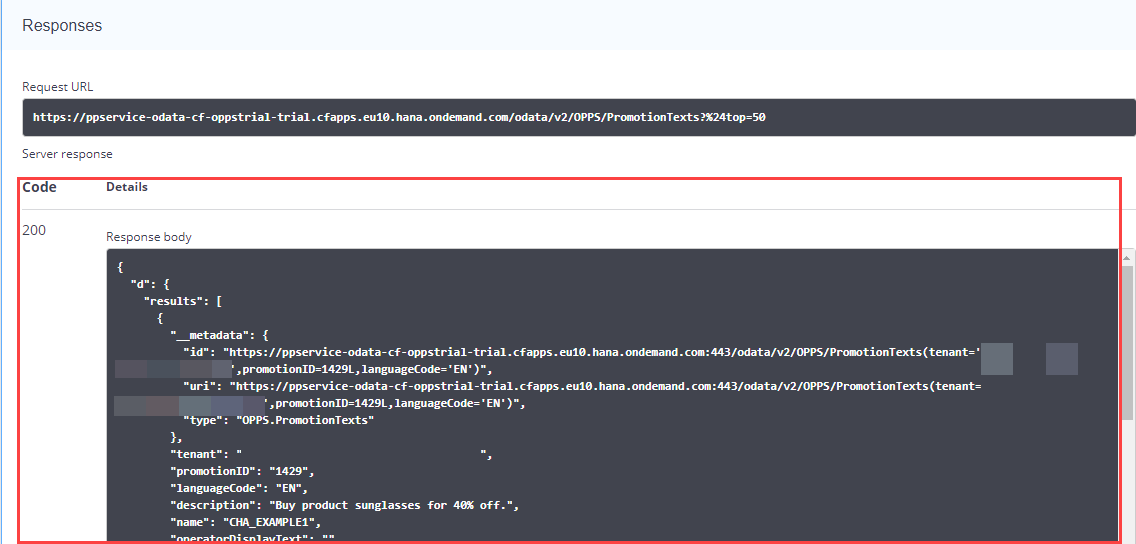 Responses
Request URL
https://ppservice-odata-cf-oppstrial-trial.cfapps.eu10.hana.ondemand.com/odata/v2/OPPS/PromotionTexts?%24top=50
Server response
Code Details
200
Response body
{
"d": {
"results": [
{
"__metadata": {
"id": "https://ppservice-odata-cf-oppstrial-trial.cfapps.eu10.hana.ondemand.com:443/odata/v2/OPPS/PromotionTexts(tenant='
',promotionID=1429L,languageCode='EN')",
"uri": "https://ppservice-odata-cf-oppstrial-trial.cfapps.eu10.hana.ondemand.com:443/odata/v2/OPPS/PromotionTexts(tenant=
',promotionID=1429L,languageCode='EN')",
"type": "OPPS.PromotionTexts"
},
"tenant": " ",
"promotionID": "1429",
"languageCode": "EN",
"description": "Buy product sunglasses for 40% off.",
"name": "CHA_EXAMPLE1",
"operatorDisplayText": ""